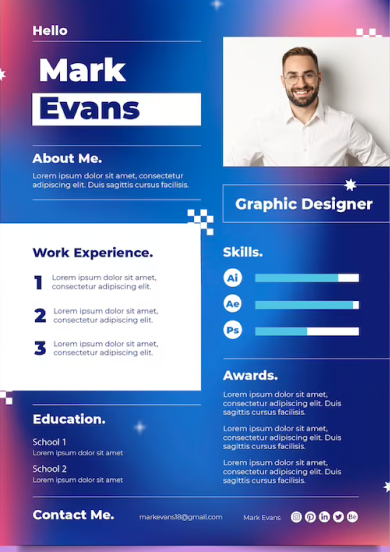 Hello
Mark
Evans
About Me.
Lorem ipsum dolor sit amet, consectetur
adipiscing elit. Duis sagittis cursus facilisis.
Graphic Designer
Work Experience.
1 Lorem ipsum dolor sit amet,
consectetur adipiscing elit.
2 Lorem ipsum dolor sit amet,
consectetur adipiscing elit.
3 Lorem ipsum dolor sit amet,
consectetur adipiscing elit.
Skills.
Ai
Ae
Ps
Awards.
Lorem ipsum dolor sit amet,
consectetur adipiscing elit. Duis
sagittis cursus facilisis.
Lorem ipsum dolor sit amet,
consectetur adipiscing elit. Duis
sagittis cursus facilisis.
Lorem ipsum dolor sit amet,
consectetur adipiscing elit. Duis
sagittis cursus facilisis.
Education.
School 1
Lorem ipsum dolor sit amet
School 2
Lorem ipsum dolor sit amet
Contact Me.
markevans38@gmail.com
Mark Evans
in
Bē